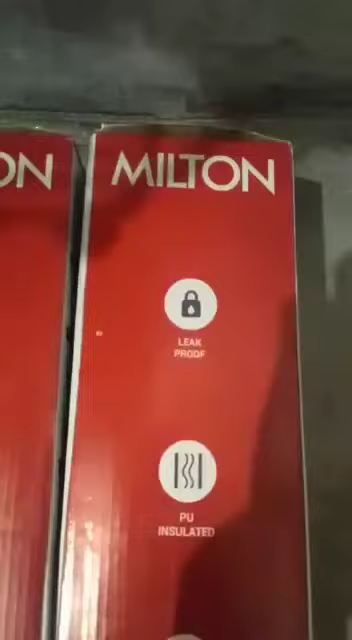 ON
MILTON
LEAK
PROOF
PU
INSULATED